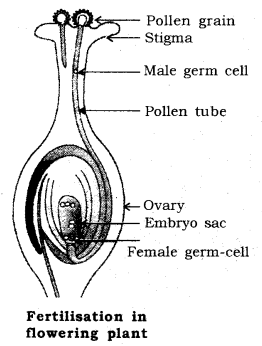 Pollen grain
Stigma
Male germ cell
Pollen tube
Ovary
Embryo sac
Female germ-cell
Fertilisation in
flowering plant